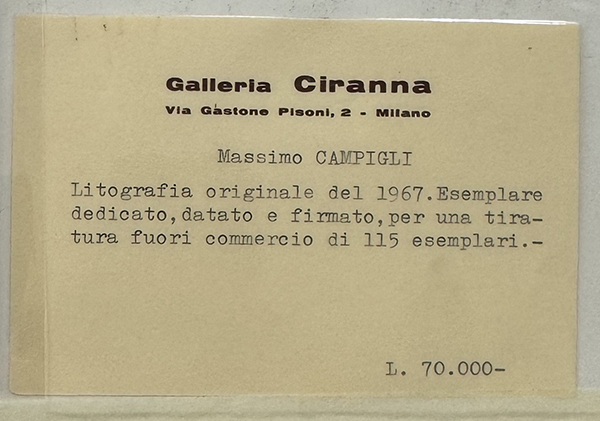 Galleria Ciranna
Via Gastone Pisoni, 2 - Milano
Massimo CAMPIGLI
Litografia originale del 1967.Esemplare
dedicato,datato e firmato,per una tira-
tura fuori commercio di 115 esemplari.-
L. 70.000-